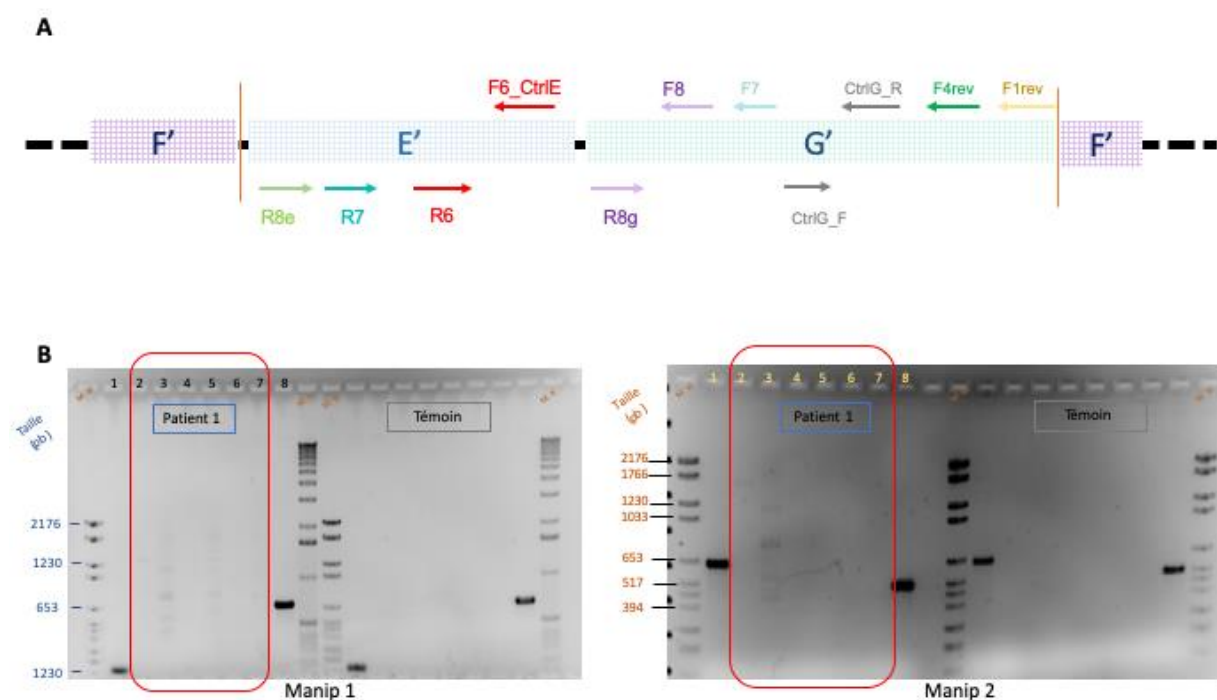 A
F6_CtrlE
F8
F7
CtrlG_R
F4rev
F1rev
F'
E'
G'
F'
R8e
R7
R6
R8g
CtrlG_F
B
Taille
(pb)
1 2 3 4 5 6 7 8
Patient 1
Témoin
2176
1230
653
1230
Manip 1
Taille
(pb)
1 2 3 4 5 6 7 8
Patient 1
Témoin
2176
1766
1230
1033
653
517
394
Manip 2